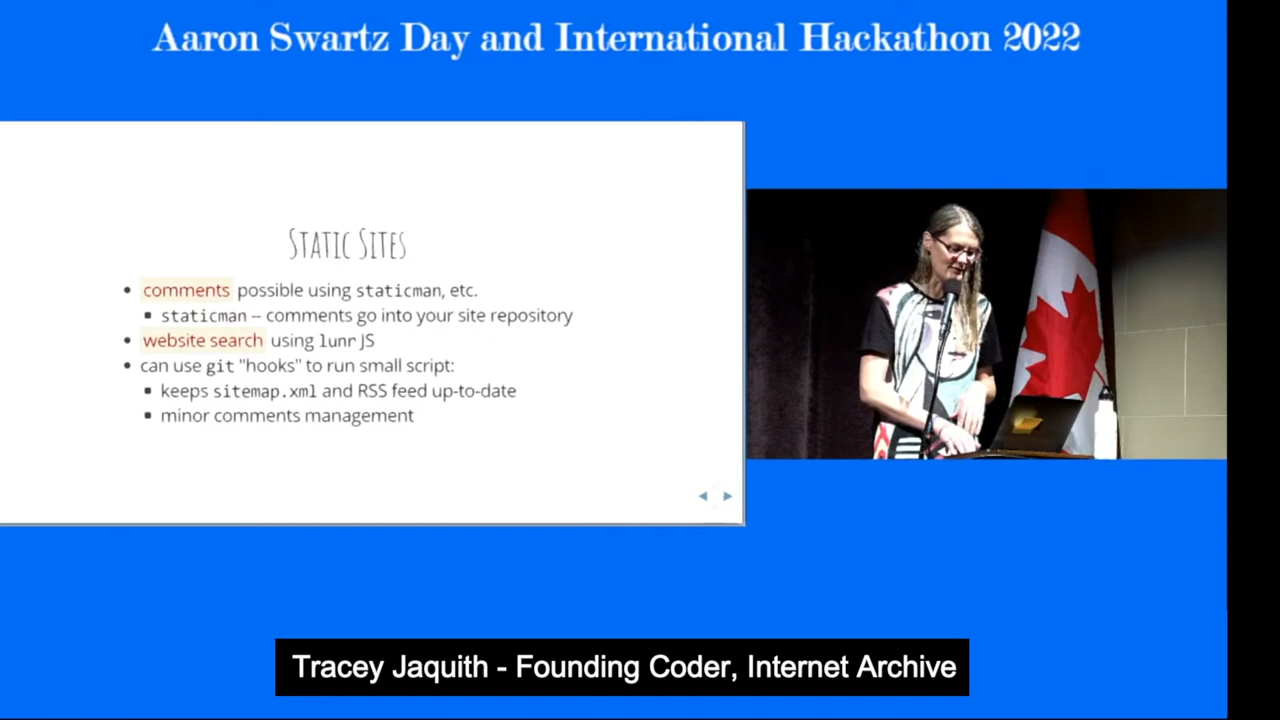 Aaron Swartz Day and International Hackathon 2022
STATIC SITES
• comments possible using staticman, etc.
▪ staticman – comments go into your site repository
• website search using lunr JS
• can use git "hooks" to run small script:
▪ keeps sitemap.xml and RSS feed up-to-date
▪ minor comments management
Tracey Jaquith - Founding Coder, Internet Archive